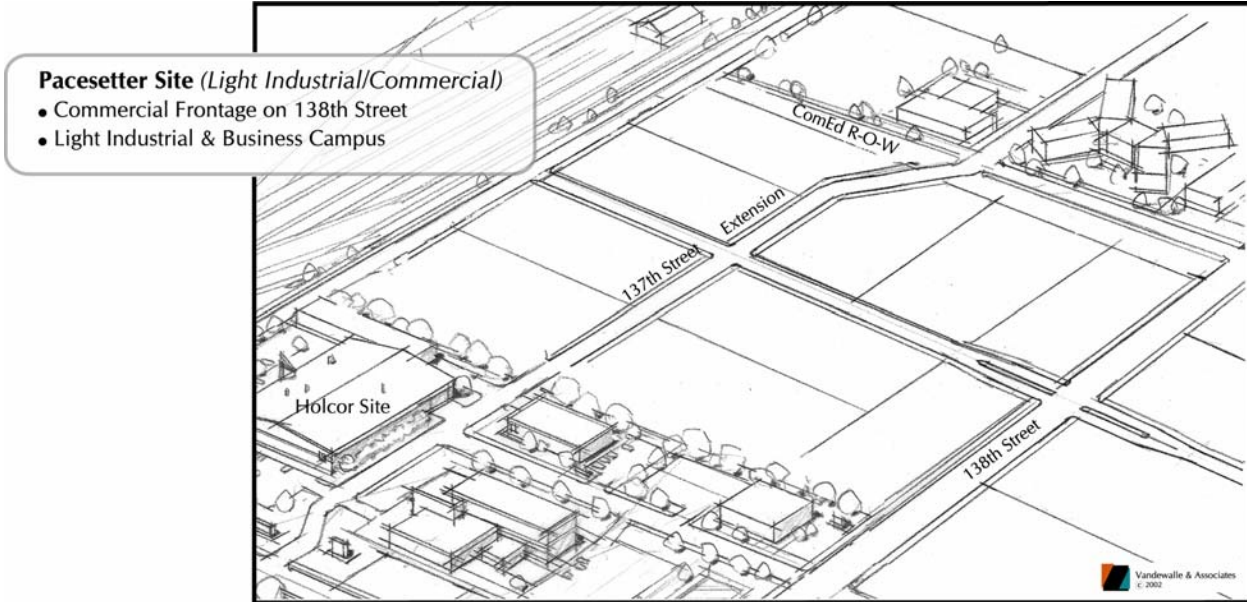 Pacesetter Site (Light Industrial/Commercial)
• Commercial Frontage on 138th Street
• Light Industrial & Business Campus
ComEd R-O-W
Extension
137th Street
Holcor Site
138th Street
Vandewalle & Associates
© 2002